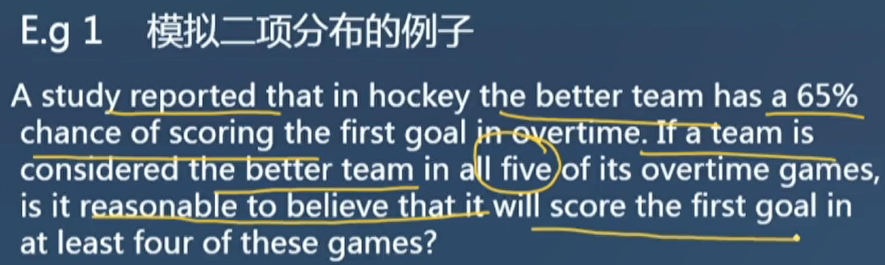 E.g 1 模拟二项分布的例子
A study reported that in hockey the better team has a 65%
chance of scoring the first goal in overtime. If a team is
considered the better team in all five of its overtime games,
is it reasonable to believe that it will score the first goal in
at least four of these games?